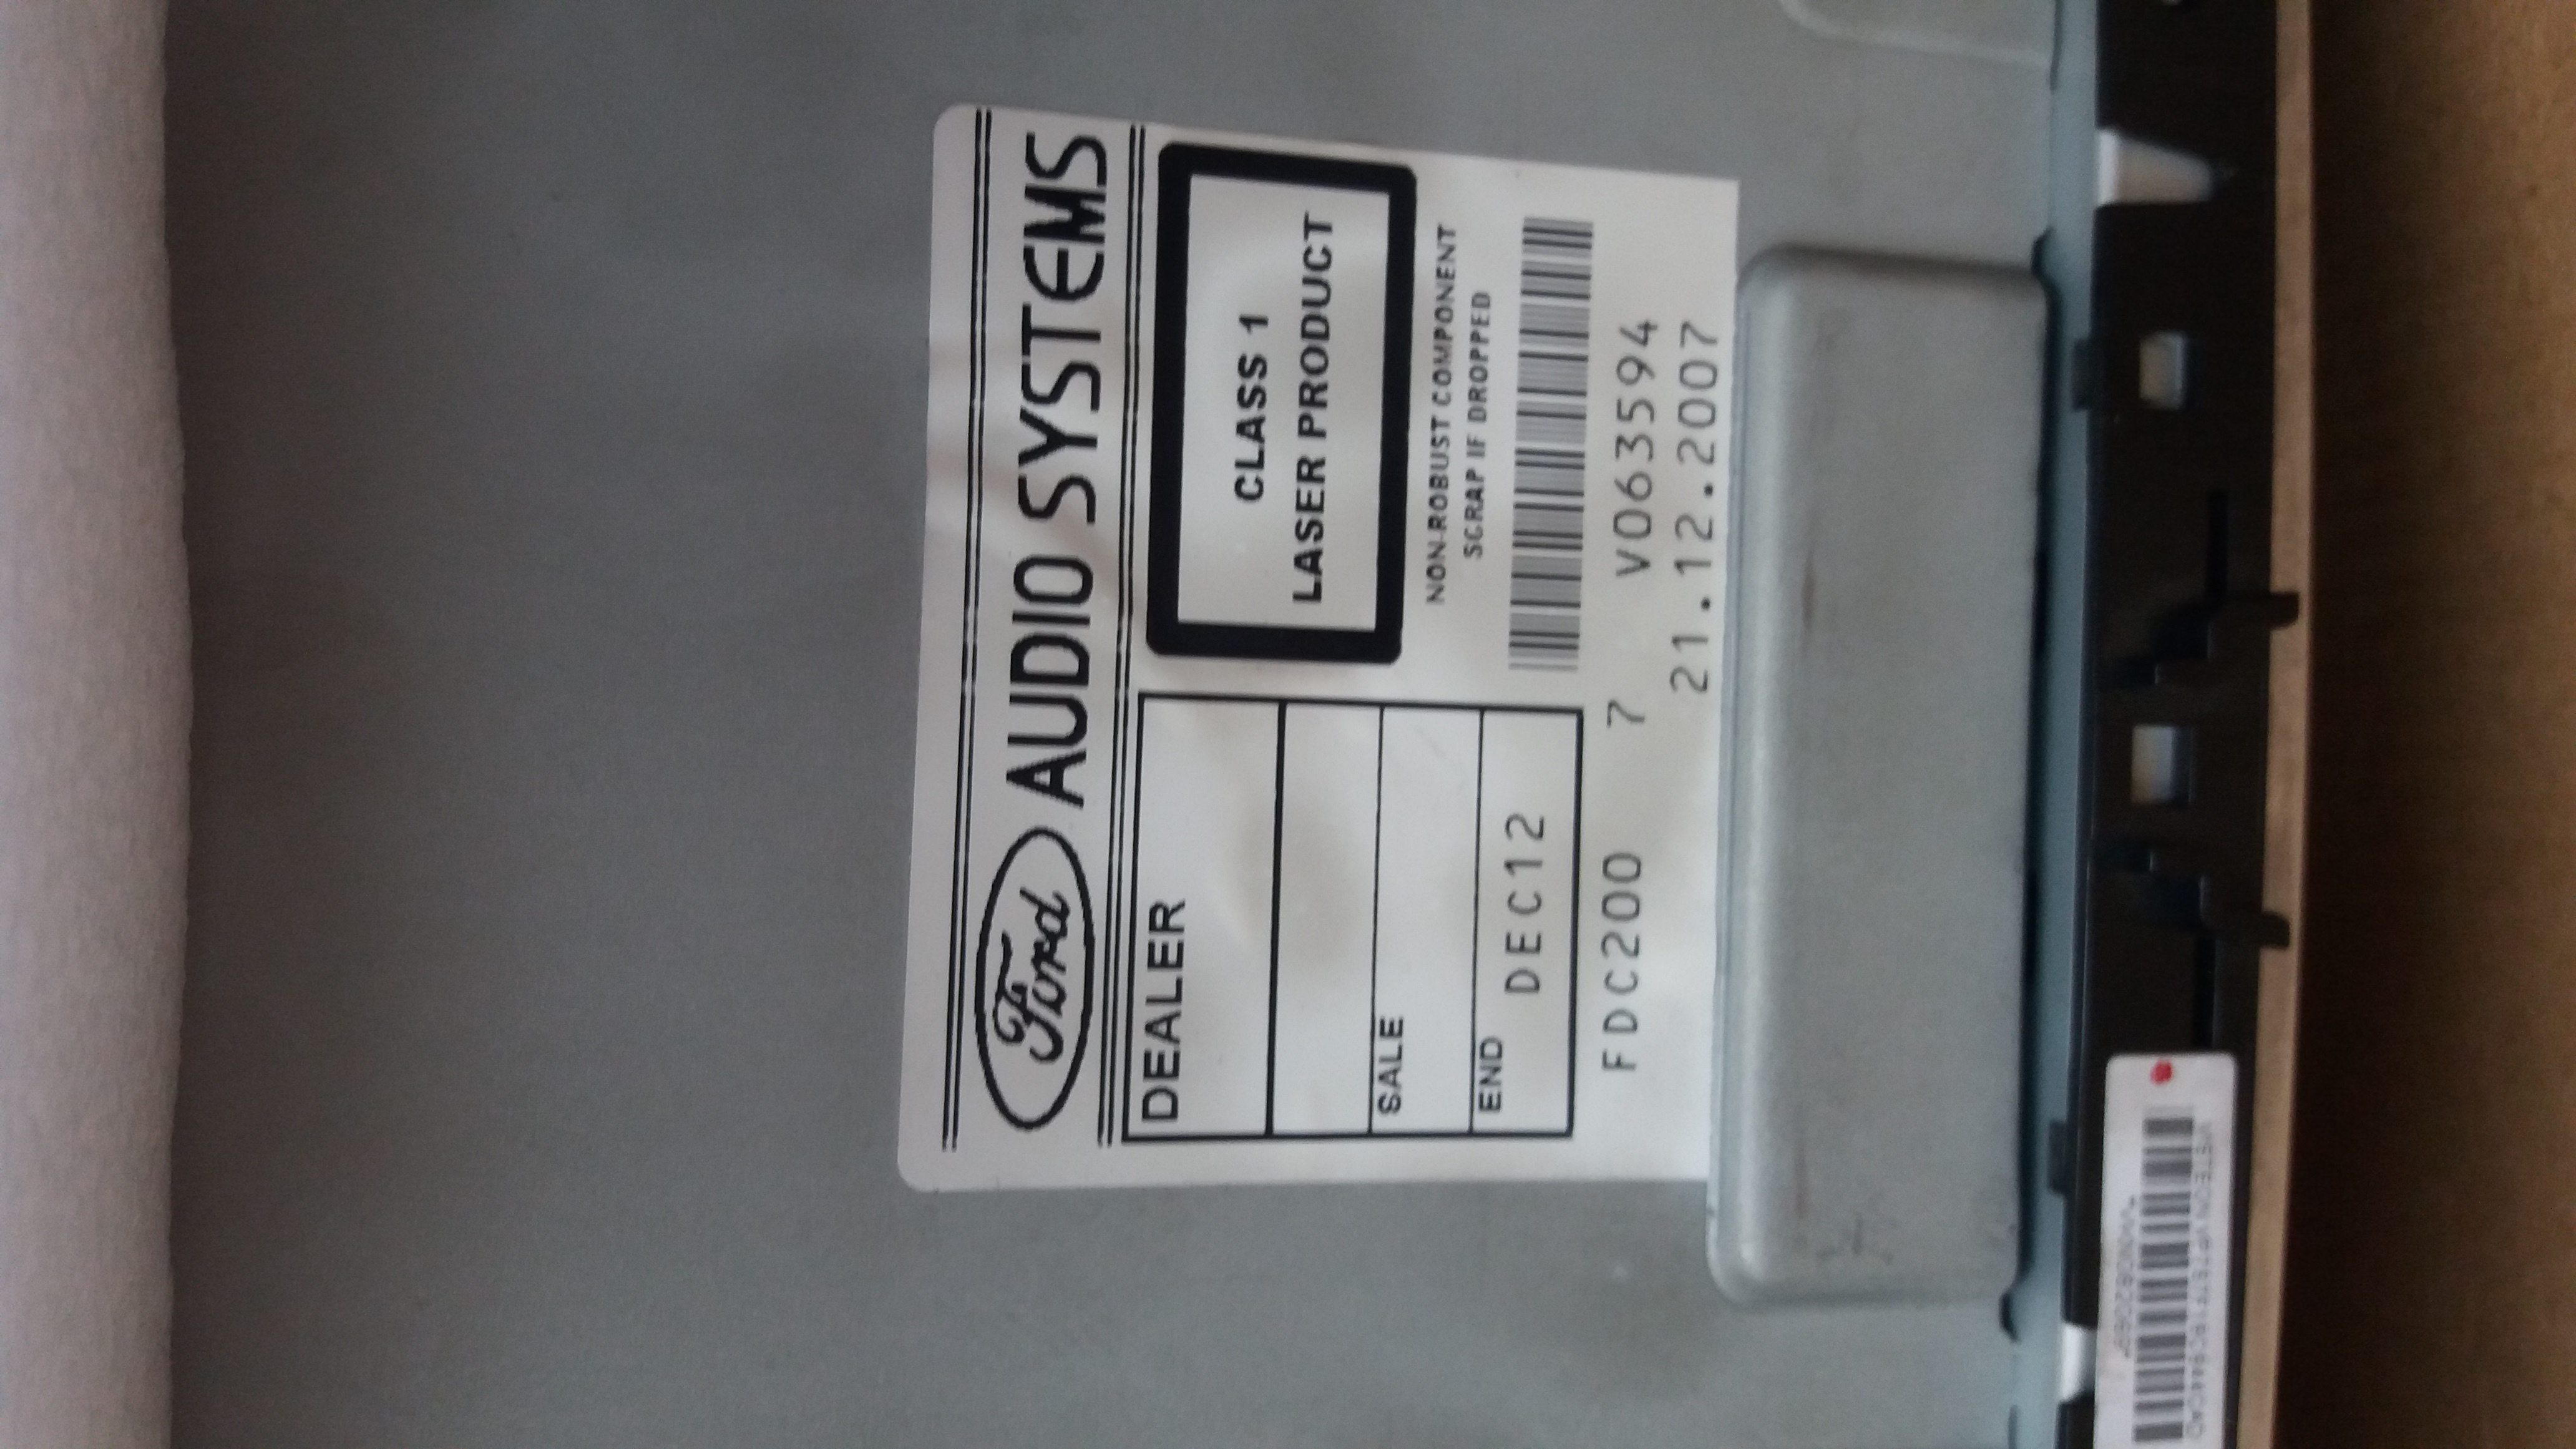 Ford AUDIO SYSTEMS
DEALER
SALE
END DEC12
CLASS 1
LASER PRODUCT
NON-ROBUST COMPONENT
SCRAP IF DROPPED
FDC200 7 V063594
21.12.2007